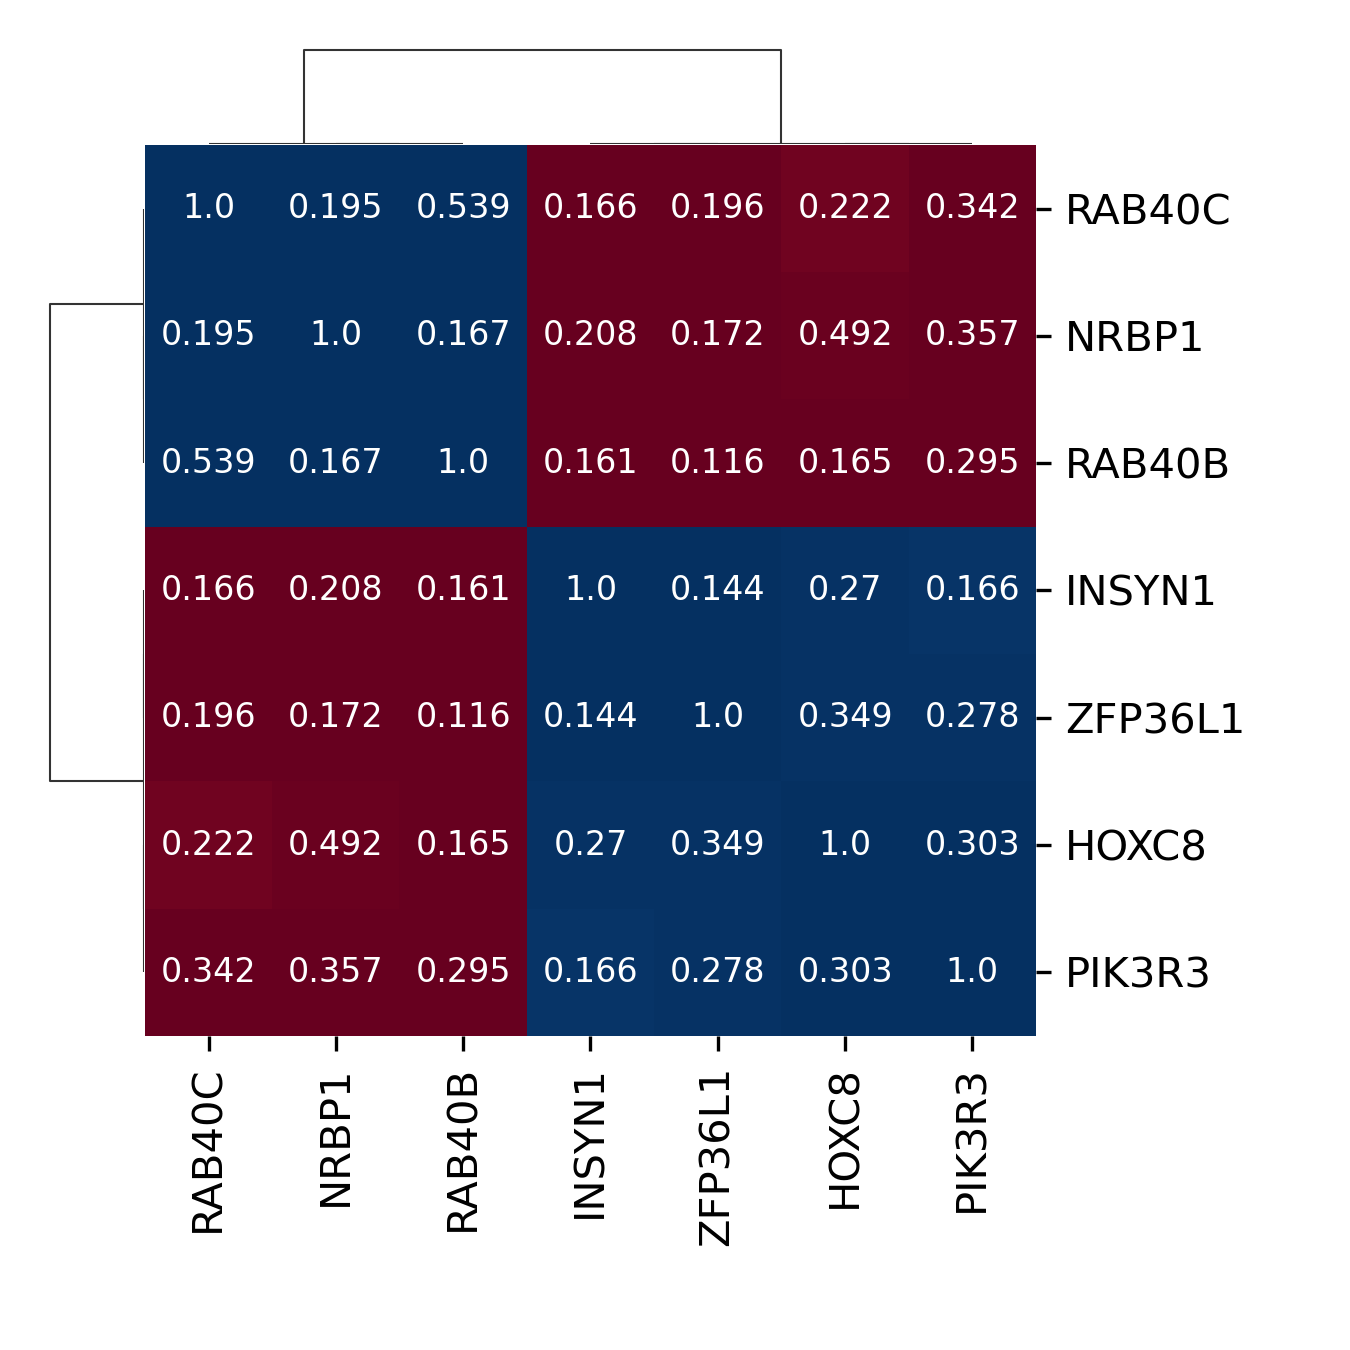 1.0 0.195 0.539 0.166 0.196 0.222 0.342 RAB40C
0.195 1.0 0.167 0.208 0.172 0.492 0.357 NRBP1
0.539 0.167 1.0 0.161 0.116 0.165 0.295 RAB40B
0.166 0.208 0.161 1.0 0.144 0.27 0.166 INSYN1
0.196 0.172 0.116 0.144 1.0 0.349 0.278 ZFP36L1
0.222 0.492 0.165 0.27 0.349 1.0 0.303 HOXC8
0.342 0.357 0.295 0.166 0.278 0.303 1.0 PIK3R3
RAB40C
NRBP1
RAB40B
INSYN1
ZFP36L1
HOXC8
PIK3R3